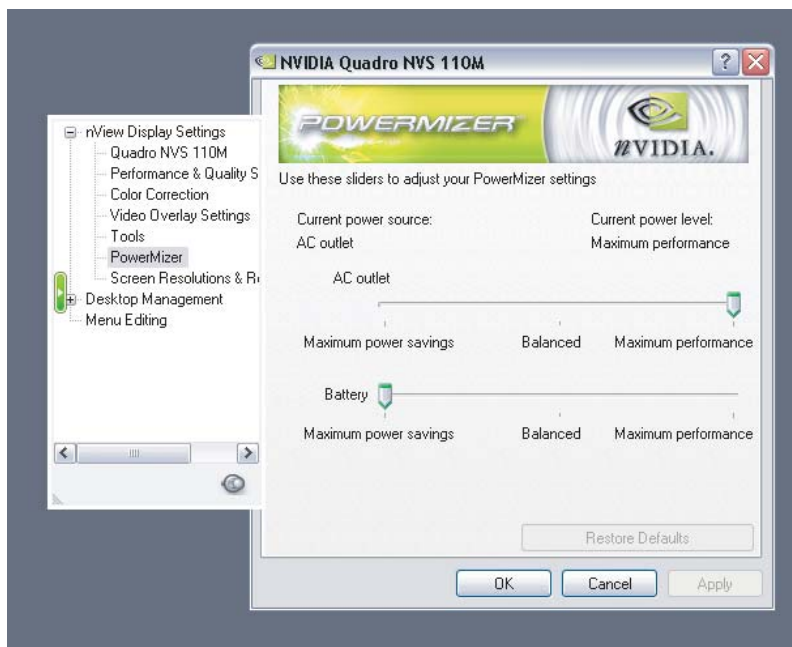 NVIDIA Quadro NVS 110M
POWERMIZER
nVIDIA.
nView Display Settings
Quadro NVS 110M
Performance & Quality S
Color Correction
Video Overlay Settings
Tools
PowerMizer
Screen Resolutions & R
Desktop Management
Menu Editing
Use these sliders to adjust your PowerMizer settings
Current power source:
AC outlet
Current power level:
Maximum performance
AC outlet
Maximum power savings Balanced Maximum performance
Battery
Maximum power savings Balanced Maximum performance
Restore Defaults
OK Cancel Apply